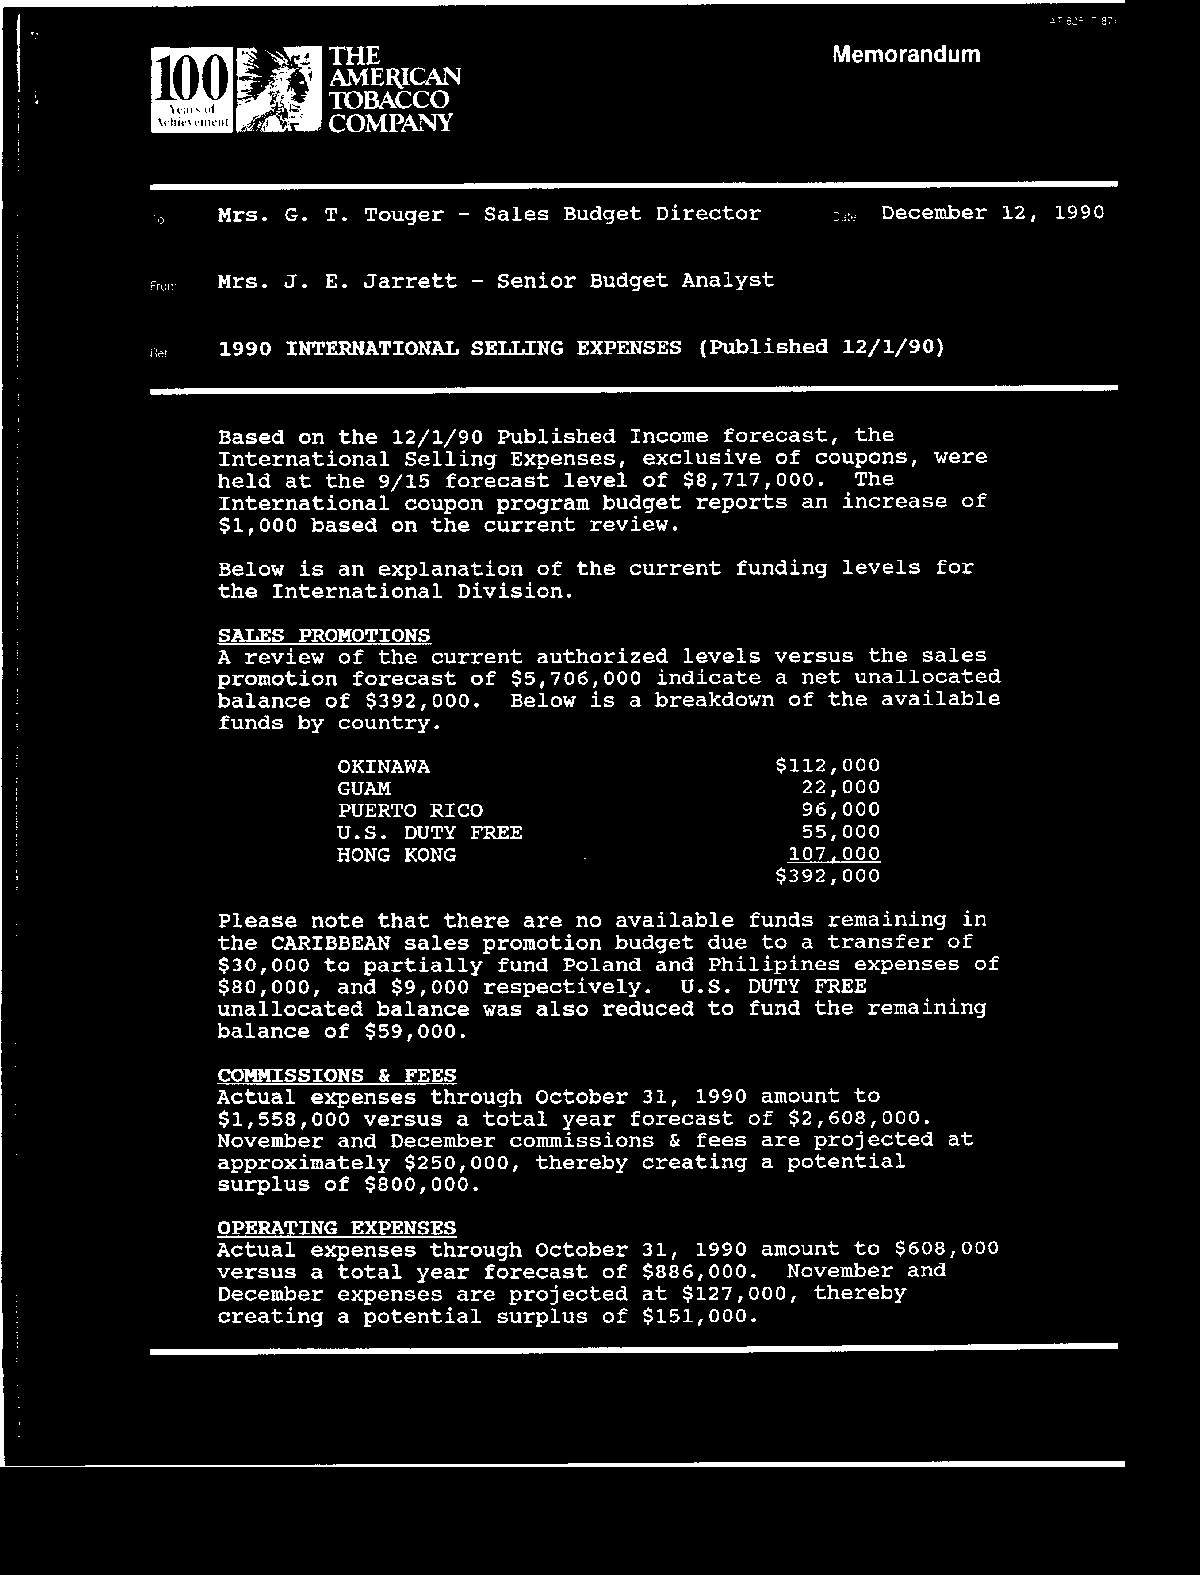 100
Years of
Achievement
THE
AMERICAN
TOBACCO
COMPANY
Memorandum
To Mrs. G. T. Touger - Sales Budget Director Date December 12, 1990
From Mrs. J. E. Jarrett - Senior Budget Analyst
1990 INTERNATIONAL SELLING EXPENSES (Published 12/1/90)
Based on the 12/1/90 Published Income forecast, the
International Selling Expenses, exclusive of coupons, were
held at the 9/15 forecast level of $8,717,000. The
International coupon program budget reports an increase of
$1,000 based on the current review.
Below is an explanation of the current funding levels for
the International Division.
SALES PROMOTIONS
A review of the current authorized levels versus the sales
promotion forecast of $5,706,000 indicate a net unallocated
balance of $392,000. Below is a breakdown of the available
funds by country.
OKINAWA $112,000
GUAM 22,000
PUERTO RICO 96,000
U.S. DUTY FREE 55,000
HONG KONG 107,000
$392,000
Please note that there are no available funds remaining in
the CARIBBEAN sales promotion budget due to a transfer of
$30,000 to partially fund Poland and Philipines expenses of
$80,000, and $9,000 respectively. U.S. DUTY FREE
unallocated balance was also reduced to fund the remaining
balance of $59,000.
COMMISSIONS & FEES
Actual expenses through October 31, 1990 amount to
$1,558,000 versus a total year forecast of $2,608,000.
November and December commissions & fees are projected at
approximately $250,000, thereby creating a potential
surplus of $800,000.
OPERATING EXPENSES
Actual expenses through October 31, 1990 amount to $608,000
versus a total year forecast of $886,000. November and
December expenses are projected at $127,000, thereby
creating a potential surplus of $151,000.